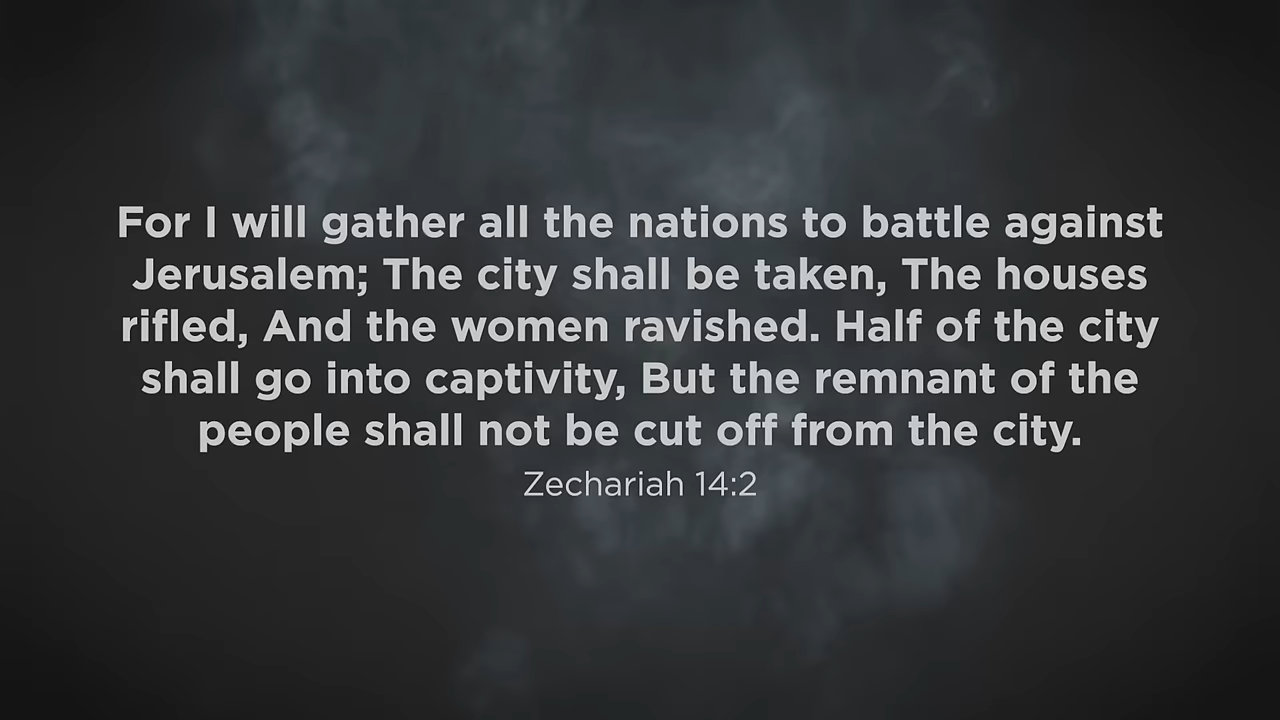 For I will gather all the nations to battle against
Jerusalem; The city shall be taken, The houses
rifled, And the women ravished. Half of the city
shall go into captivity, But the remnant of the
people shall not be cut off from the city.
Zechariah 14:2